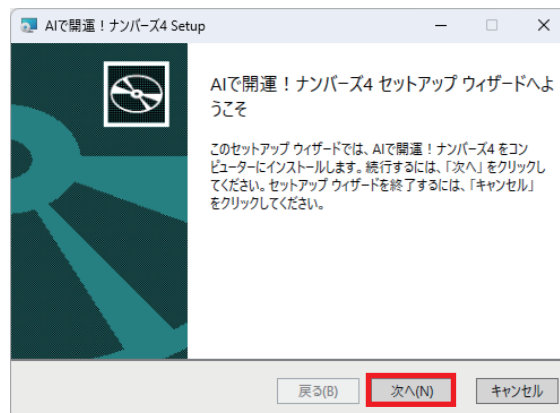 AIで開運！ナンバーズ4 Setup
AIで開運！ナンバーズ4 セットアップ ウィザードへよ
うこそ
このセットアップ ウィザードでは、AIで開運！ナンバーズ4 をコン
ピューターにインストールします。続行するには、「次へ」をクリックし
てください。セットアップ ウィザードを終了するには、「キャンセル」
をクリックしてください。
戻る(B) 次へ(N) キャンセル